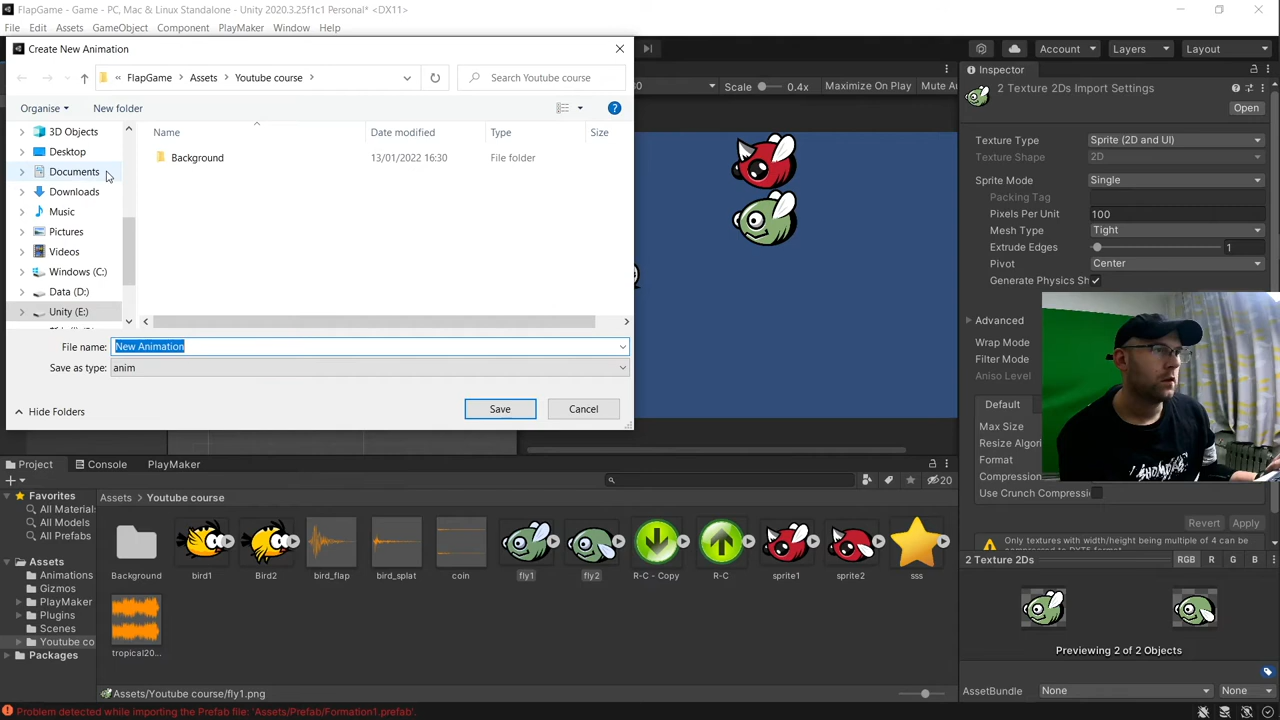 FlapGame - Game - PC, Mac & Linux Standalone - Unity 2020.3.25f1c1 Personal* <DX11>
File Edit Assets GameObject Component PlayMaker Window Help
Create New Animation
Account Layers Layout
« FlapGame Assets Youtube course Search Youtube course
Scale 0.4x Maximize On Play Mute Au
Inspector
2 Texture 2Ds Import Settings
Open
Organise New folder
Name Date modified Type Size
3D Objects
Desktop
Documents
Downloads
Music
Pictures
Videos
Windows (C:)
Data (D:)
Unity (E:)
Background 13/01/2022 16:30 File folder
File name: New Animation
Save as type: anim
Hide Folders Save Cancel
Texture Type Sprite (2D and UI)
Texture Shape 2D
Sprite Mode Single
Packing Tag
Pixels Per Unit 100
Mesh Type Tight
Extrude Edges 1
Pivot Center
Generate Physics Sh
Advanced
Wrap Mode
Filter Mode
Aniso Level
Default
Max Size
Resize Algori
Format
Compression
Use Crunch Compressio
Revert Apply
Only textures with width/height being multiple of 4 can be
Project Console PlayMaker
20
Favorites
All Material
All Models
All Prefabs
Assets
Animations
Gizmos
PlayMaker
Plugins
Scenes
Youtube co
Packages
Assets Youtube course
Background bird1 Bird2 bird_flap bird_splat coin fly1 fly2 R-C - Copy R-C sprite1 sprite2 sss
tropical20...
Assets/Youtube course/fly1.png
2 Texture 2Ds RGB R G B
Previewing 2 of 2 Objects
AssetBundle None None
Problem detected while importing the Prefab file: 'Assets/Prefab/Formation1.prefab'.